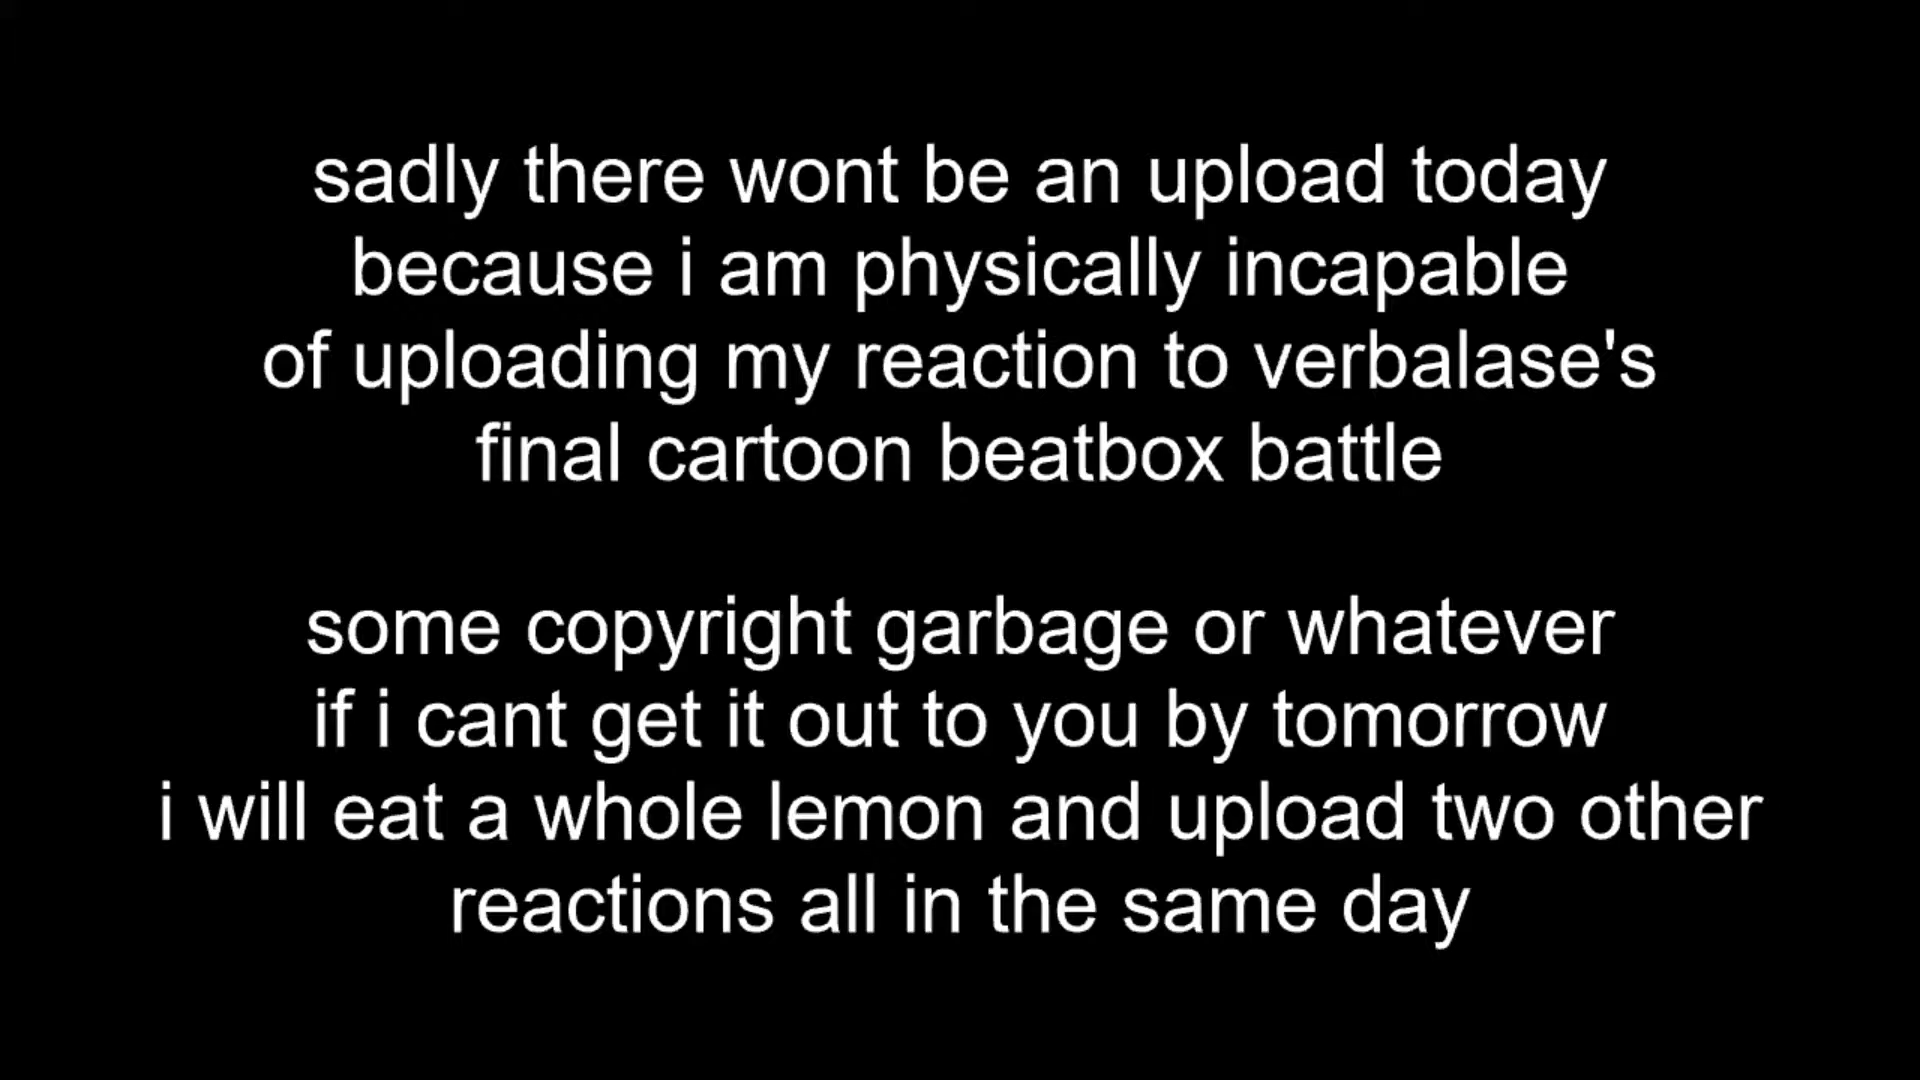 sadly there wont be an upload today
because i am physically incapable
of uploading my reaction to verbalase's
final cartoon beatbox battle
some copyright garbage or whatever
if i cant get it out to you by tomorrow
i will eat a whole lemon and upload two other
reactions all in the same day